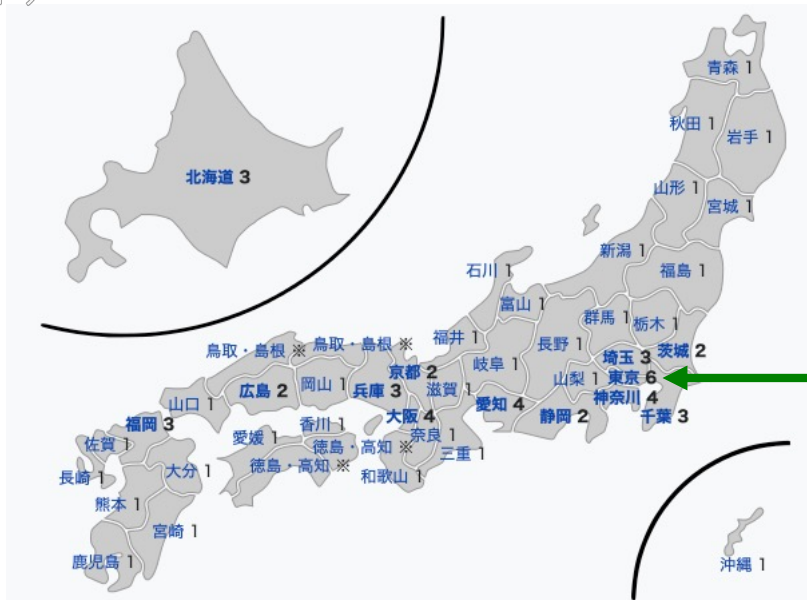 青森 1
秋田 1
岩手 1
北海道 3
山形 1
宮城 1
新潟 1
石川 1
福島 1
富山 1
群馬 1
栃木 1
福井 1
長野 1
鳥取・島根 ※
鳥取・島根 ※
茨城 2
埼玉 3
岐阜 1
京都 2
東京 6
山梨 1
広島 2
岡山 1
兵庫 3
滋賀 1
神奈川 4
愛知 4
山口 1
静岡 2
千葉 3
大阪 4
福岡 3
香川 1
奈良 1
愛媛 1
佐賀 1
徳島・高知 ※
三重 1
徳島・高知 ※
大分 1
長崎 1
和歌山 1
熊本 1
宮崎 1
鹿児島 1
沖縄 1